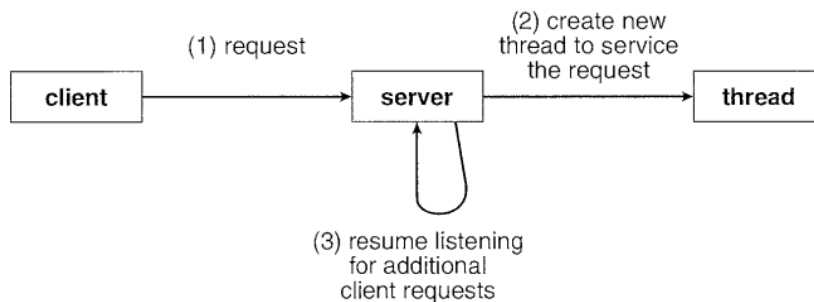 (1) request
(2) create new
thread to service
the request
client
server
thread
(3) resume listening
for additional
client requests